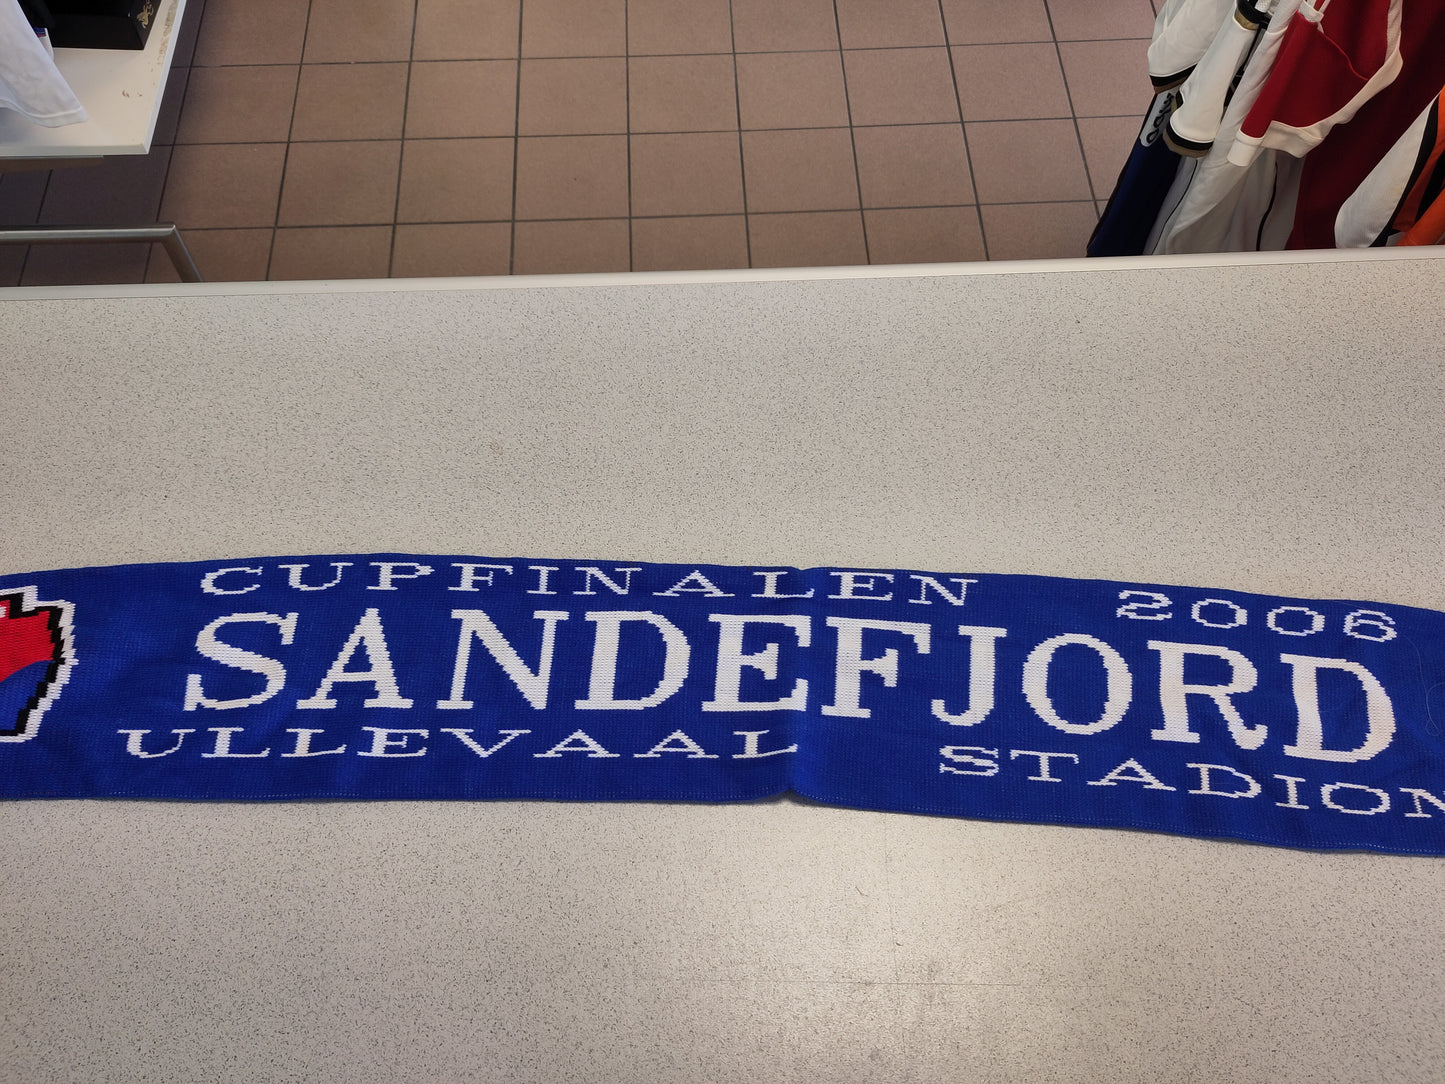 CUPFINALEN 2006
SANDEFJORD
ULLEVAAL STADION